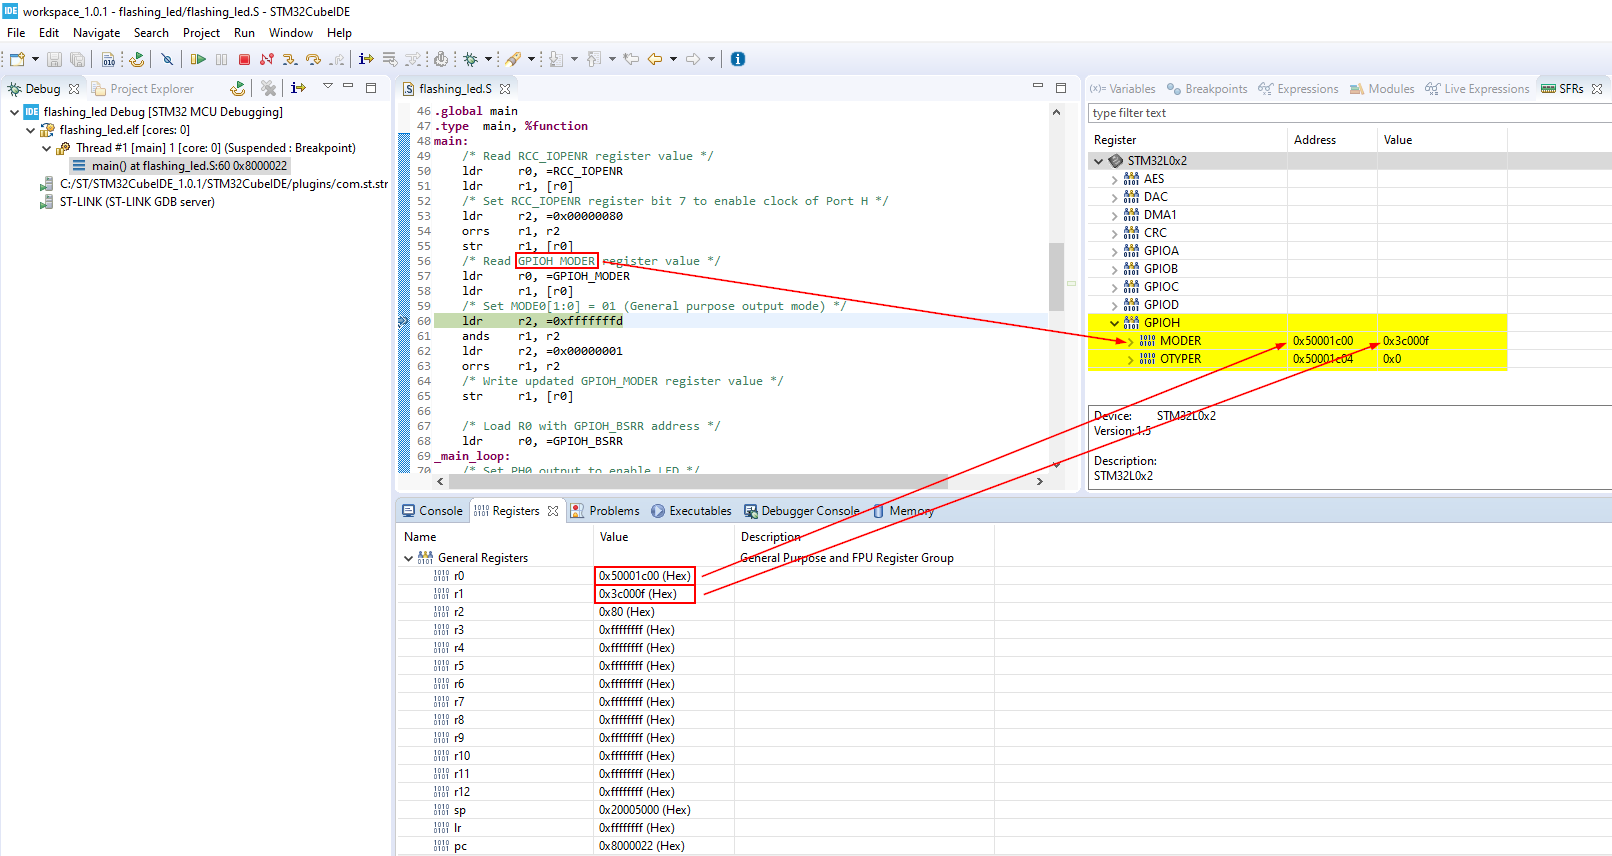 IDE workspace_1.0.1 - flashing_led/flashing_led.S - STM32CubeIDE
File Edit Navigate Search Project Run Window Help
Debug Project Explorer
flashing_led Debug [STM32 MCU Debugging]
flashing_led.elf [cores: 0]
Thread #1 [main] 1 [core: 0] (Suspended : Breakpoint)
main() at flashing_led.S:60 0x8000022
C:/ST/STM32CubeIDE_1.0.1/STM32CubeIDE/plugins/com.st.str
ST-LINK (ST-LINK GDB server)
flashing_led.S
46 .global main
47 .type main, %function
48 main:
49 /* Read RCC_IOPENR register value */
50 ldr r0, =RCC_IOPENR
51 ldr r1, [r0]
52 /* Set RCC_IOPENR register bit 7 to enable clock of Port H */
53 ldr r2, =0x00000080
54 orrs r1, r2
55 str r1, [r0]
56 /* Read GPIOH_MODER register value */
57 ldr r0, =GPIOH_MODER
58 ldr r1, [r0]
59 /* Set MODE0[1:0] = 01 (General purpose output mode) */
60 ldr r2, =0xfffffffd
61 ands r1, r2
62 ldr r2, =0x00000001
63 orrs r1, r2
64 /* Write updated GPIOH_MODER register value */
65 str r1, [r0]
66
67 /* Load R0 with GPIOH_BSRR address */
68 ldr r0, =GPIOH_BSRR
69 _main_loop:
70 /* Set PH0 output to enable LED */
(x)= Variables Breakpoints Expressions Modules Live Expressions SFRs
type filter text
Register Address Value
STM32L0x2
AES
DAC
DMA1
CRC
GPIOA
GPIOB
GPIOC
GPIOD
GPIOH
MODER 0x50001c00 0x3c000f
OTYPER 0x50001c04 0x0
Device: STM32L0x2
Version:1.5
Description:
STM32L0x2
Console Registers Problems Executables Debugger Console Memory
Name Value Description
General Registers General Purpose and FPU Register Group
r0 0x50001c00 (Hex)
r1 0x3c000f (Hex)
r2 0x80 (Hex)
r3 0xffffffff (Hex)
r4 0xffffffff (Hex)
r5 0xffffffff (Hex)
r6 0xffffffff (Hex)
r7 0xffffffff (Hex)
r8 0xffffffff (Hex)
r9 0xffffffff (Hex)
r10 0xffffffff (Hex)
r11 0xffffffff (Hex)
r12 0xffffffff (Hex)
sp 0x20005000 (Hex)
lr 0xffffffff (Hex)
pc 0x8000022 (Hex)